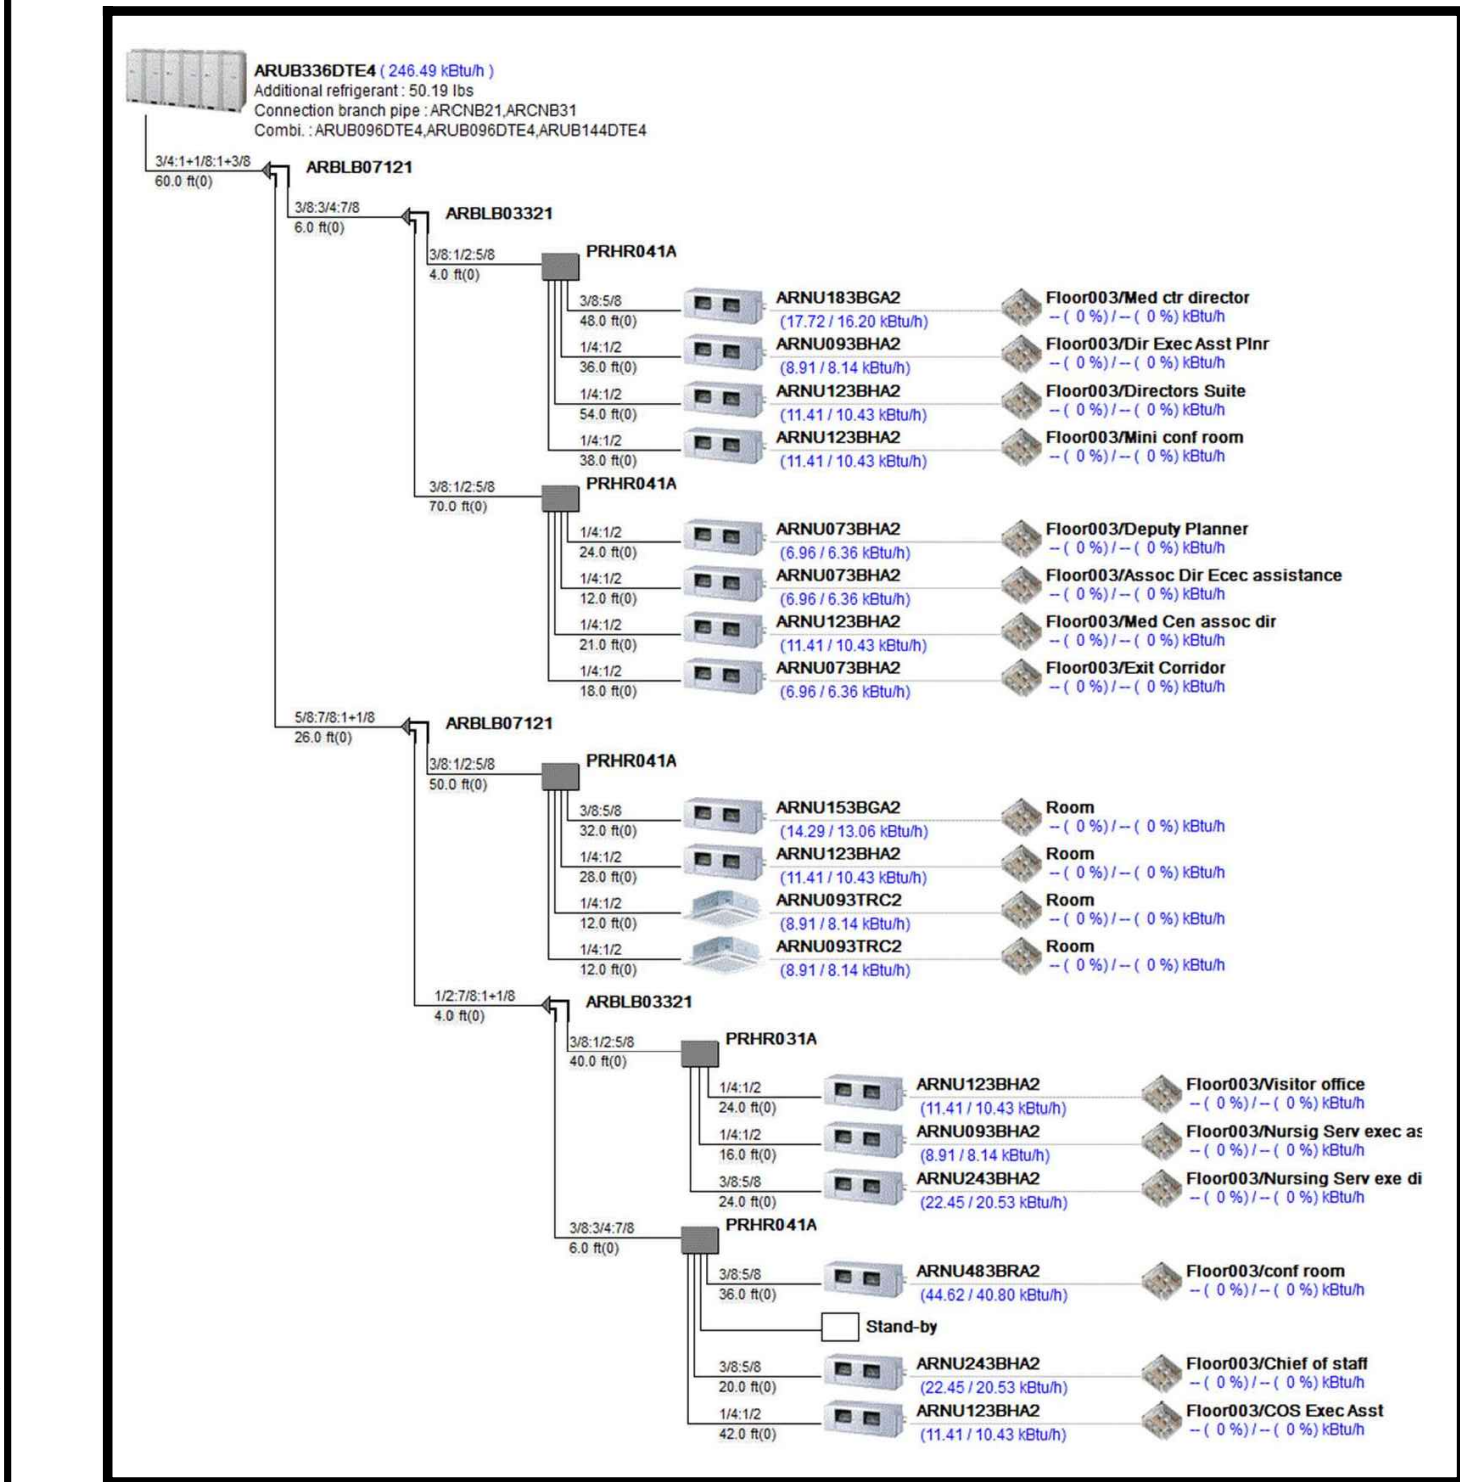 ARUB336DTE4 ( 246.49 kBtu/h )
Additional refrigerant : 50.19 lbs
Connection branch pipe : ARCNB21,ARCNB31
Combi. : ARUB096DTE4,ARUB096DTE4,ARUB144DTE4
3/4:1+1/8:1+3/8
60.0 ft(0)
ARBLB07121
3/8:3/4:7/8
6.0 ft(0)
ARBLB03321
3/8:1/2:5/8
4.0 ft(0)
PRHR041A
3/8:5/8
48.0 ft(0)
ARNU183BGA2
(17.72 / 16.20 kBtu/h)
Floor003/Med ctr director
-- ( 0 %) / -- ( 0 %) kBtu/h
1/4:1/2
36.0 ft(0)
ARNU093BHA2
(8.91 / 8.14 kBtu/h)
Floor003/Dir Exec Asst Plnr
-- ( 0 %) / -- ( 0 %) kBtu/h
1/4:1/2
54.0 ft(0)
ARNU123BHA2
(11.41 / 10.43 kBtu/h)
Floor003/Directors Suite
-- ( 0 %) / -- ( 0 %) kBtu/h
1/4:1/2
38.0 ft(0)
ARNU123BHA2
(11.41 / 10.43 kBtu/h)
Floor003/Mini conf room
-- ( 0 %) / -- ( 0 %) kBtu/h
3/8:1/2:5/8
70.0 ft(0)
PRHR041A
1/4:1/2
24.0 ft(0)
ARNU073BHA2
(6.96 / 6.36 kBtu/h)
Floor003/Deputy Planner
-- ( 0 %) / -- ( 0 %) kBtu/h
1/4:1/2
12.0 ft(0)
ARNU073BHA2
(6.96 / 6.36 kBtu/h)
Floor003/Assoc Dir Ecec assistance
-- ( 0 %) / -- ( 0 %) kBtu/h
1/4:1/2
21.0 ft(0)
ARNU123BHA2
(11.41 / 10.43 kBtu/h)
Floor003/Med Cen assoc dir
-- ( 0 %) / -- ( 0 %) kBtu/h
1/4:1/2
18.0 ft(0)
ARNU073BHA2
(6.96 / 6.36 kBtu/h)
Floor003/Exit Corridor
-- ( 0 %) / -- ( 0 %) kBtu/h
5/8:7/8:1+1/8
26.0 ft(0)
ARBLB07121
3/8:1/2:5/8
50.0 ft(0)
PRHR041A
3/8:5/8
32.0 ft(0)
ARNU153BGA2
(14.29 / 13.06 kBtu/h)
Room
-- ( 0 %) / -- ( 0 %) kBtu/h
1/4:1/2
28.0 ft(0)
ARNU123BHA2
(11.41 / 10.43 kBtu/h)
Room
-- ( 0 %) / -- ( 0 %) kBtu/h
1/4:1/2
12.0 ft(0)
ARNU093TRC2
(8.91 / 8.14 kBtu/h)
Room
-- ( 0 %) / -- ( 0 %) kBtu/h
1/4:1/2
12.0 ft(0)
ARNU093TRC2
(8.91 / 8.14 kBtu/h)
Room
-- ( 0 %) / -- ( 0 %) kBtu/h
1/2:7/8:1+1/8
4.0 ft(0)
ARBLB03321
3/8:1/2:5/8
40.0 ft(0)
PRHR031A
1/4:1/2
24.0 ft(0)
ARNU123BHA2
(11.41 / 10.43 kBtu/h)
Floor003/Visitor office
-- ( 0 %) / -- ( 0 %) kBtu/h
1/4:1/2
16.0 ft(0)
ARNU093BHA2
(8.91 / 8.14 kBtu/h)
Floor003/Nursig Serv exec as
-- ( 0 %) / -- ( 0 %) kBtu/h
3/8:5/8
24.0 ft(0)
ARNU243BHA2
(22.45 / 20.53 kBtu/h)
Floor003/Nursing Serv exe di
-- ( 0 %) / -- ( 0 %) kBtu/h
3/8:3/4:7/8
6.0 ft(0)
PRHR041A
3/8:5/8
36.0 ft(0)
ARNU483BRA2
(44.62 / 40.80 kBtu/h)
Floor003/conf room
-- ( 0 %) / -- ( 0 %) kBtu/h
Stand-by
3/8:5/8
20.0 ft(0)
ARNU243BHA2
(22.45 / 20.53 kBtu/h)
Floor003/Chief of staff
-- ( 0 %) / -- ( 0 %) kBtu/h
1/4:1/2
42.0 ft(0)
ARNU123BHA2
(11.41 / 10.43 kBtu/h)
Floor003/COS Exec Asst
-- ( 0 %) / -- ( 0 %) kBtu/h